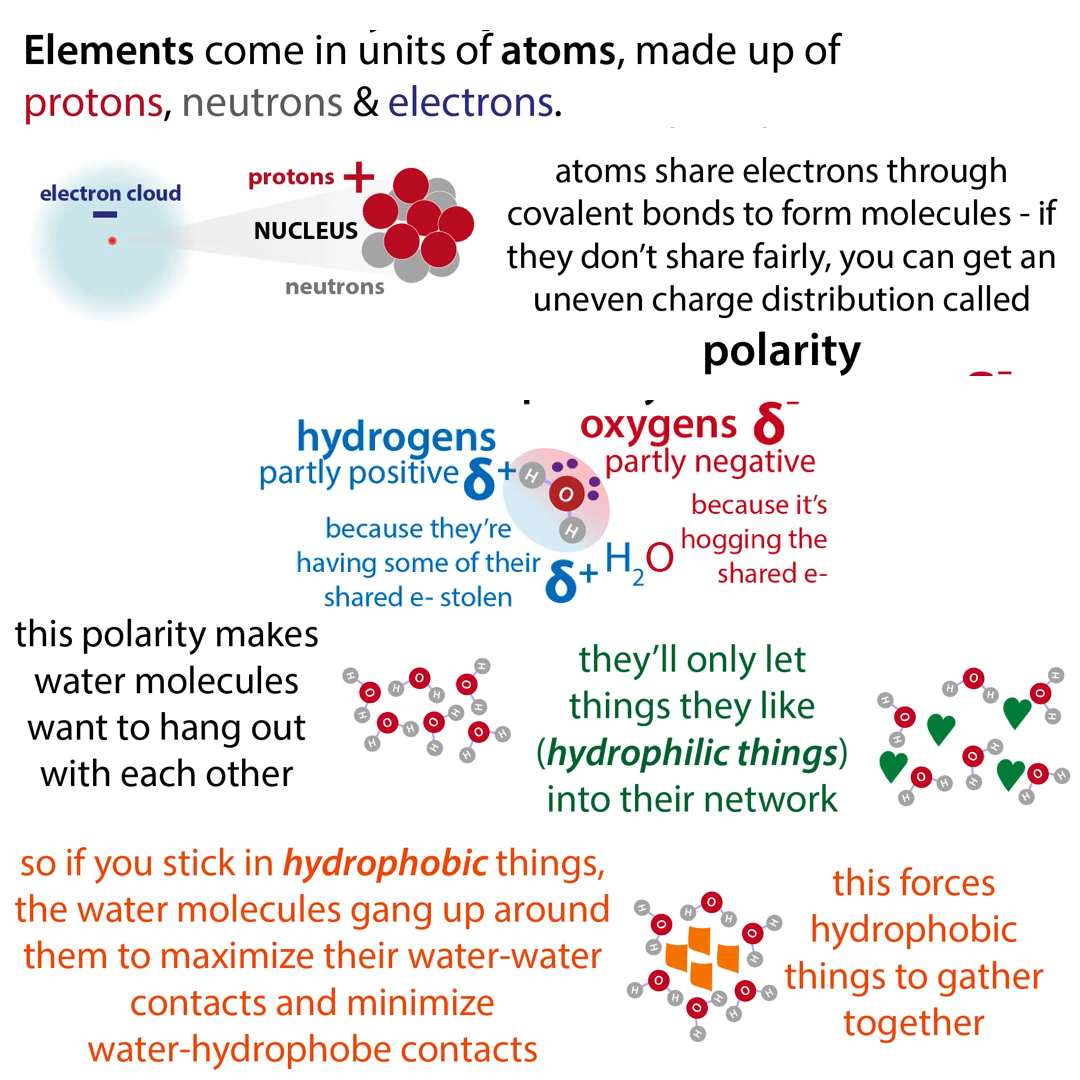 Elements come in units of atoms, made up of
protons, neutrons & electrons.
electron cloud
−
protons +
NUCLEUS
neutrons
atoms share electrons through
covalent bonds to form molecules - if
they don't share fairly, you can get an
uneven charge distribution called
polarity
hydrogens
partly positive δ+
because they're
having some of their
shared e- stolen
oxygens δ-
partly negative
because it's
hogging the
shared e-
H
O
H
δ+
H₂O
this polarity makes
water molecules
want to hang out
with each other
H O H
H O H
H O H
H O H
H O H
H O H
they'll only let
things they like
(hydrophilic things)
into their network
H O H
H O H
H O H
H O H
H O H
H O H
so if you stick in hydrophobic things,
the water molecules gang up around
them to maximize their water-water
contacts and minimize
water-hydrophobe contacts
H O H
H O H
H O H
H O H
H O H
H O H
this forces
hydrophobic
things to gather
together